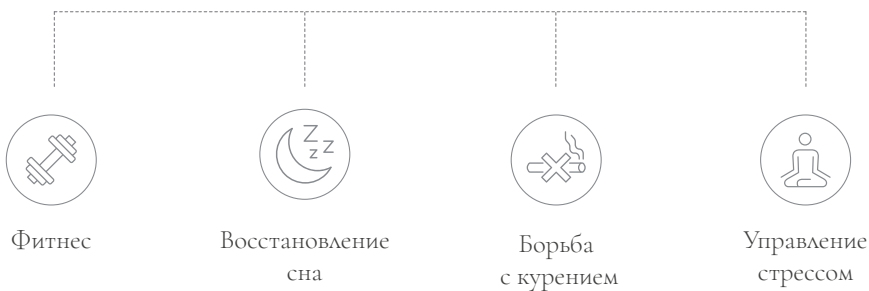 Z
Z
z
Фитнес
Восстановление
сна
Борьба
с курением
Управление
стрессом